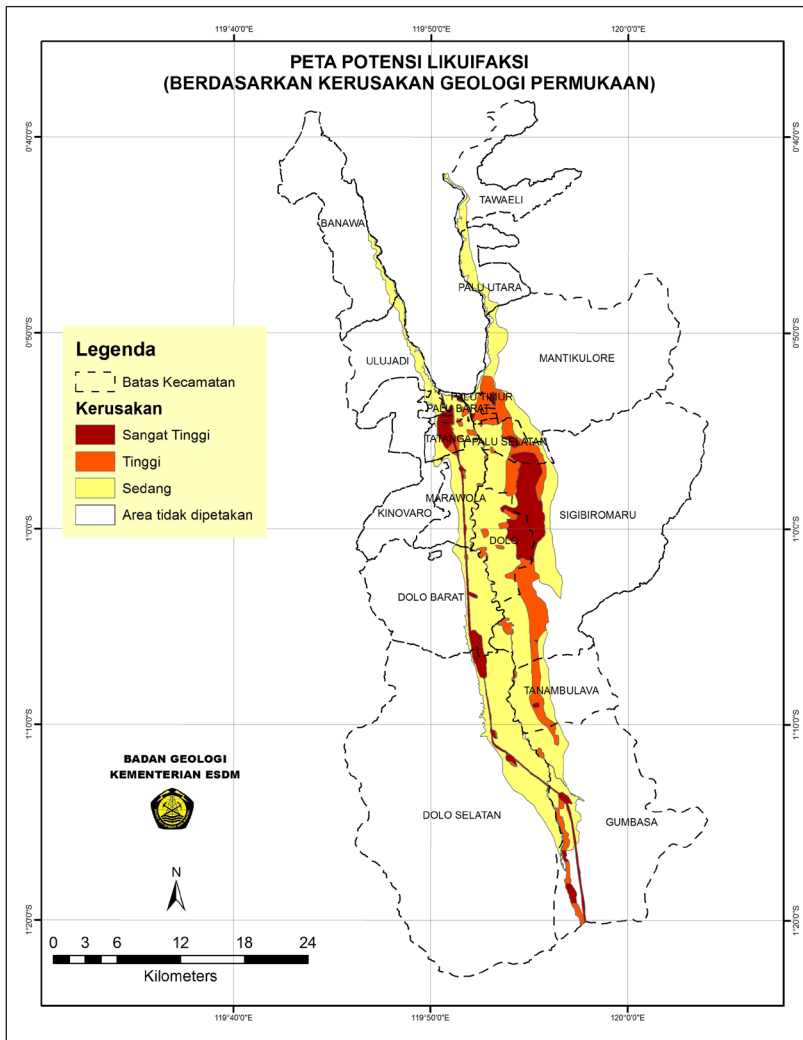 119°40'0"E
119°50'0"E
120°0'0"E
PETA POTENSI LIKUIFAKSI
(BERDASARKAN KERUSAKAN GEOLOGI PERMUKAAN)
0°40'0"S
0°40'0"S
TAWAELI
BANAWA
PALU UTARA
0°50'0"S
0°50'0"S
MANTIKULORE
ULUJADI
Legenda
Batas Kecamatan
Kerusakan
Sangat Tinggi
Tinggi
Sedang
Area tidak dipetakan
PALU TIMUR
PALU BARAT
TATANGA
PALU SELATAN
MARAWOLA
KINOVARO
SIGIBIROMARU
1°0'0"S
1°0'0"S
DOLO
DOLO BARAT
TANAMBULAVA
1°10'0"S
1°10'0"S
BADAN GEOLOGI
KEMENTERIAN ESDM
DOLO SELATAN
GUMBASA
N
1°20'0"S
1°20'0"S
0 3 6 12 18 24
Kilometers
119°40'0"E
119°50'0"E
120°0'0"E